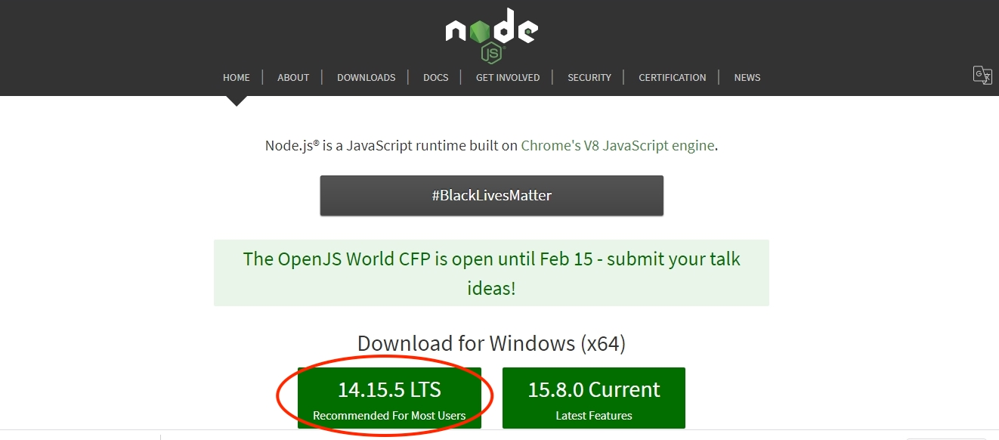 node
JS
HOME
ABOUT
DOWNLOADS
DOCS
GET INVOLVED
SECURITY
CERTIFICATION
NEWS
Node.js® is a JavaScript runtime built on Chrome's V8 JavaScript engine.
#BlackLivesMatter
The OpenJS World CFP is open until Feb 15 - submit your talk
ideas!
Download for Windows (x64)
14.15.5 LTS
Recommended For Most Users
15.8.0 Current
Latest Features